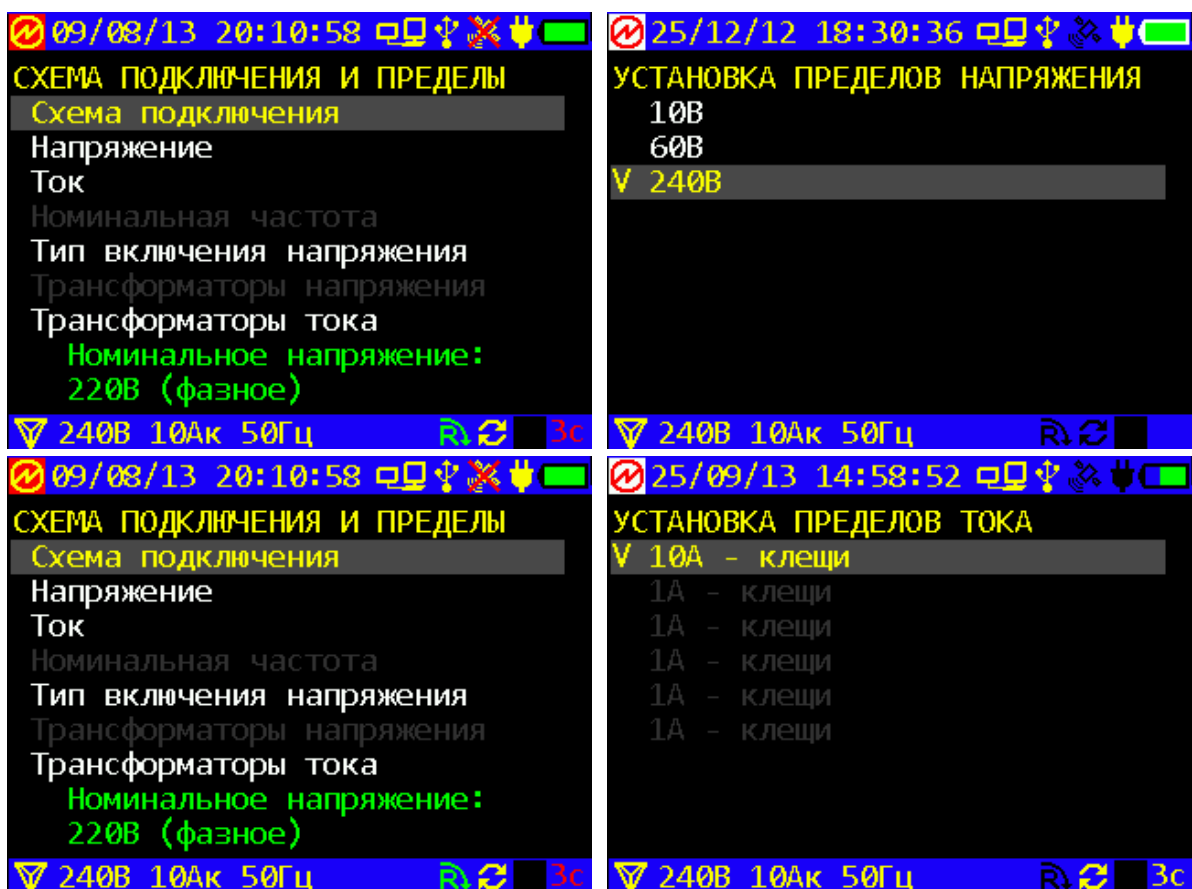 09/08/13 20:10:58
СХЕМА ПОДКЛЮЧЕНИЯ И ПРЕДЕЛЫ
Схема подключения
Напряжение
Ток
Номинальная частота
Тип включения напряжения
Трансформаторы напряжения
Трансформаторы тока
Номинальное напряжение:
220В (фазное)
240В 10Ак 50Гц R 3с
25/12/12 18:30:36
УСТАНОВКА ПРЕДЕЛОВ НАПРЯЖЕНИЯ
10В
60В
V 240В
240В 10Ак 50Гц R
09/08/13 20:10:58
СХЕМА ПОДКЛЮЧЕНИЯ И ПРЕДЕЛЫ
Схема подключения
Напряжение
Ток
Номинальная частота
Тип включения напряжения
Трансформаторы напряжения
Трансформаторы тока
Номинальное напряжение:
220В (фазное)
240В 10Ак 50Гц R 3с
25/09/13 14:58:52
УСТАНОВКА ПРЕДЕЛОВ ТОКА
V 10А - клещи
1А - клещи
1А - клещи
1А - клещи
1А - клещи
1А - клещи
240В 10Ак 50Гц R 3с